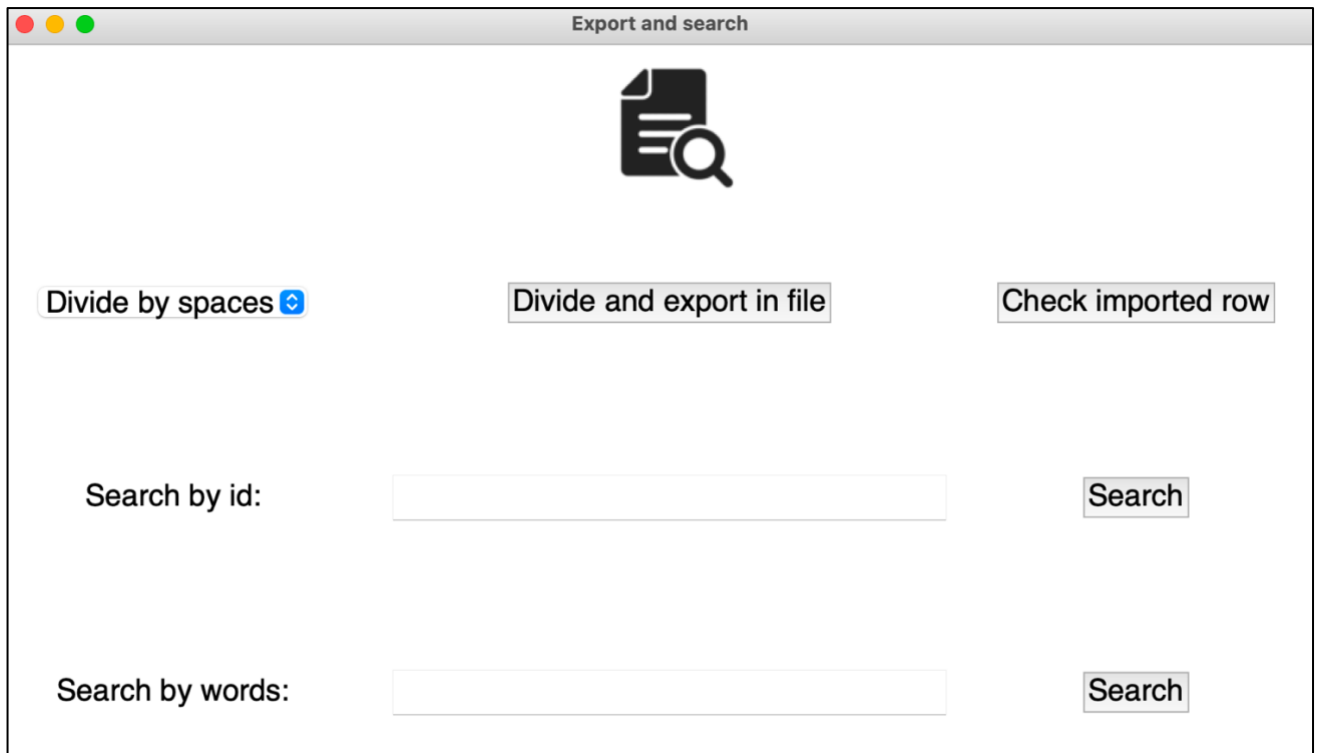 Export and search
Divide by spaces
Divide and export in file
Check imported row
Search by id:
Search
Search by words:
Search